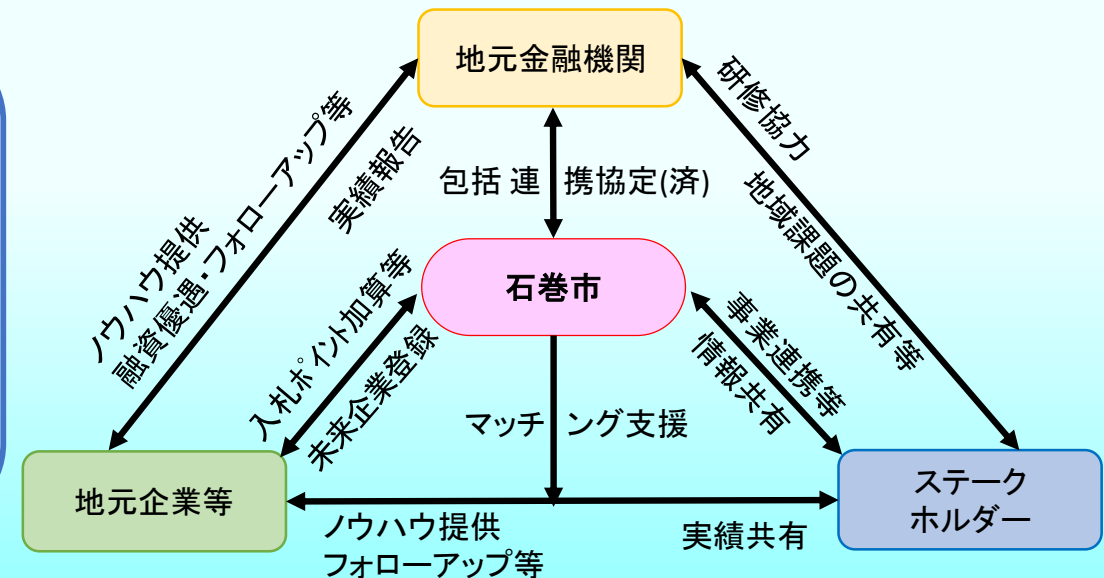 地元金融機関
ノウハウ提供
融資優遇・フォローアップ等
実績報告
包括連携協定(済)
研修協力
地域課題の共有等
石巻市
入札ポイント加算等
未来企業登録
事業連携等
情報共有
マッチング支援
地元企業等
ステーク
ホルダー
ノウハウ提供
フォローアップ等
実績共有